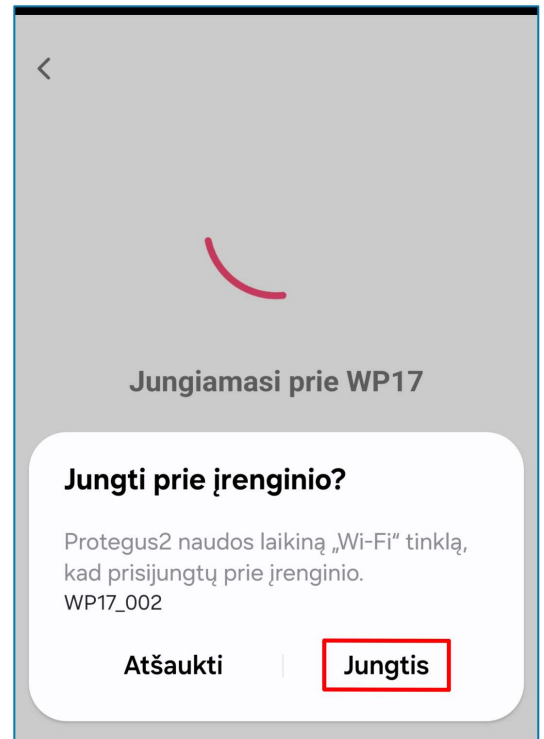 Jungiamasi prie WP17
Jungti prie įrenginio?
Protegus2 naudos laikiną „Wi-Fi“ tinklą,
kad prisijungtų prie įrenginio.
WP17_002
Atšaukti
Jungtis